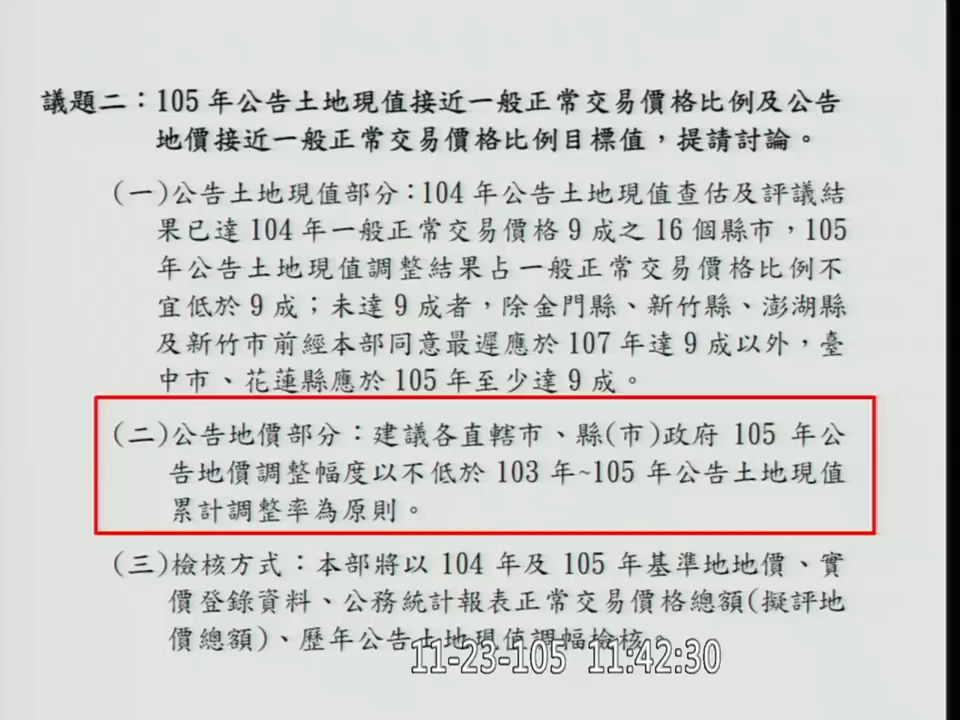 議題二：105 年公告土地現值接近一般正常交易價格比例及公告
地價接近一般正常交易價格比例目標值，提請討論。
(一)公告土地現值部分：104 年公告土地現值查估及評議結
果已達 104 年一般正常交易價格 9 成之 16 個縣市，105
年公告土地現值調整結果占一般正常交易價格比例不
宜低於 9 成；未達 9 成者，除金門縣、新竹縣、澎湖縣
及新竹市前經本部同意最遲應於 107 年達 9 成以外，臺
中市、花蓮縣應於 105 年至少達 9 成。
(二)公告地價部分：建議各直轄市、縣(市)政府 105 年公
告地價調整幅度以不低於 103 年~105 年公告土地現值
累計調整率為原則。
(三)檢核方式：本部將以 104 年及 105 年基準地地價、實
價登錄資料、公務統計報表正常交易價格總額(擬評地
價總額)、歷年公告土地現值調幅檢核。
11-23-105 11:42:30